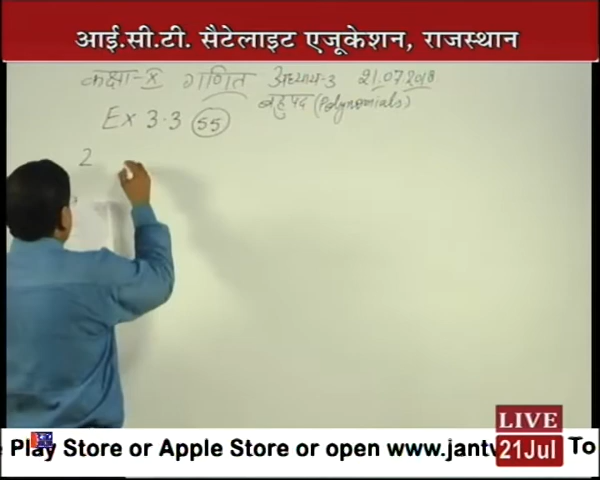 आई.सी.टी. सैटेलाइट एजूकेशन, राजस्थान
कक्षा-X गणित अध्याय-3 21.07.2018
बहुपद (Polynomials)
Ex 3.3 55
2
Play Store or Apple Store or open www.jantv
LIVE
21Jul
To